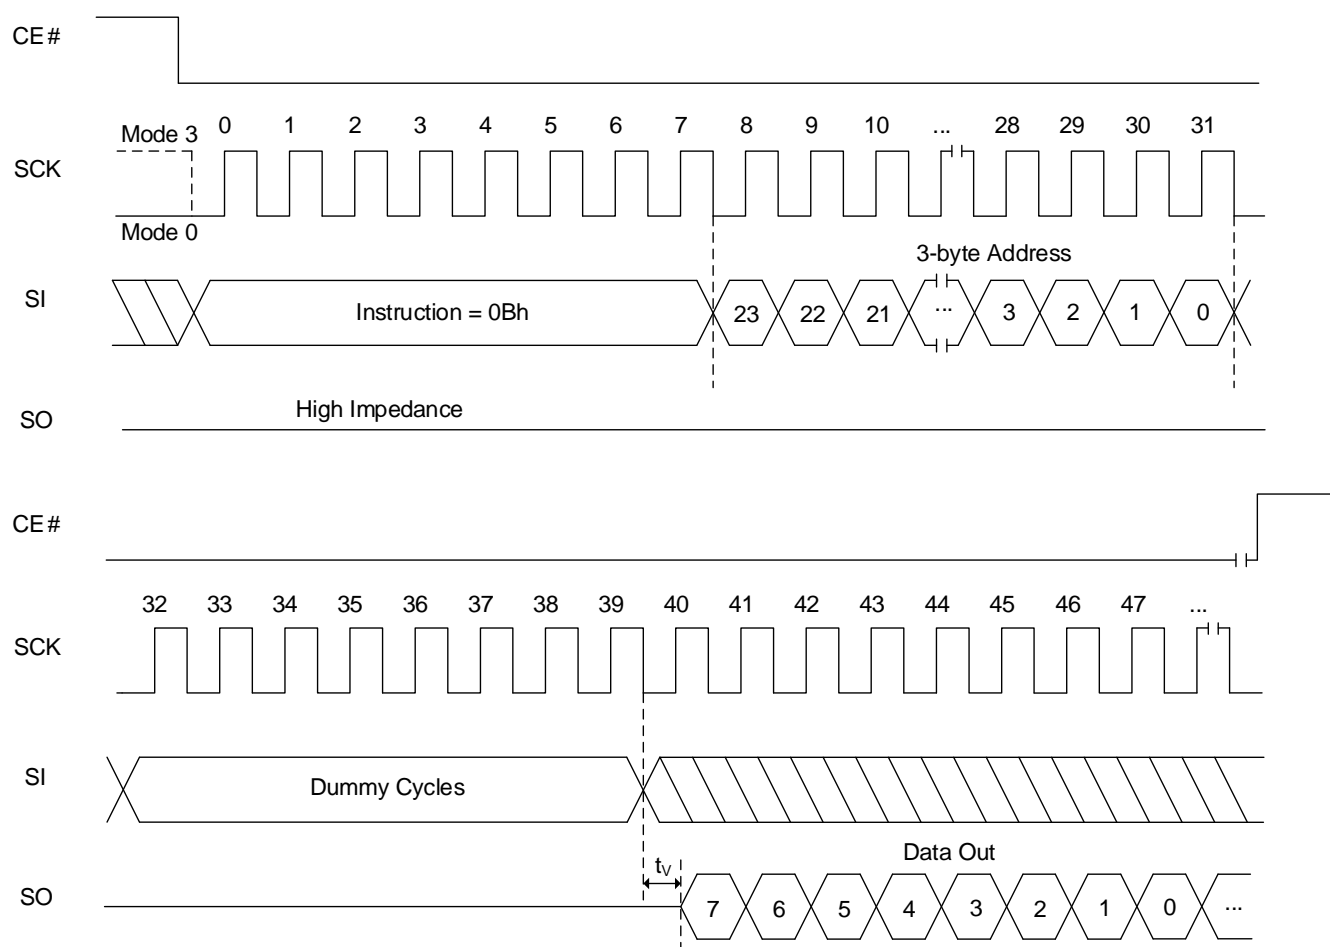 CE#
Mode 3 0 1 2 3 4 5 6 7 8 9 10 ... 28 29 30 31
SCK
Mode 0
3-byte Address
SI Instruction = 0Bh 23 22 21 ... 3 2 1 0
High Impedance
SO
CE#
32 33 34 35 36 37 38 39 40 41 42 43 44 45 46 47 ...
SCK
SI Dummy Cycles
Data Out
tV
SO 7 6 5 4 3 2 1 0 ...